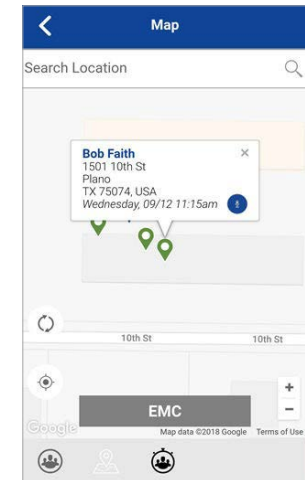 Map
Search Location
Bob Faith
1501 10th St
Plano
TX 75074, USA
Wednesday, 09/12 11:15am
10th St
10th St
EMC
Google
Map data ©2018 Google Terms of Use